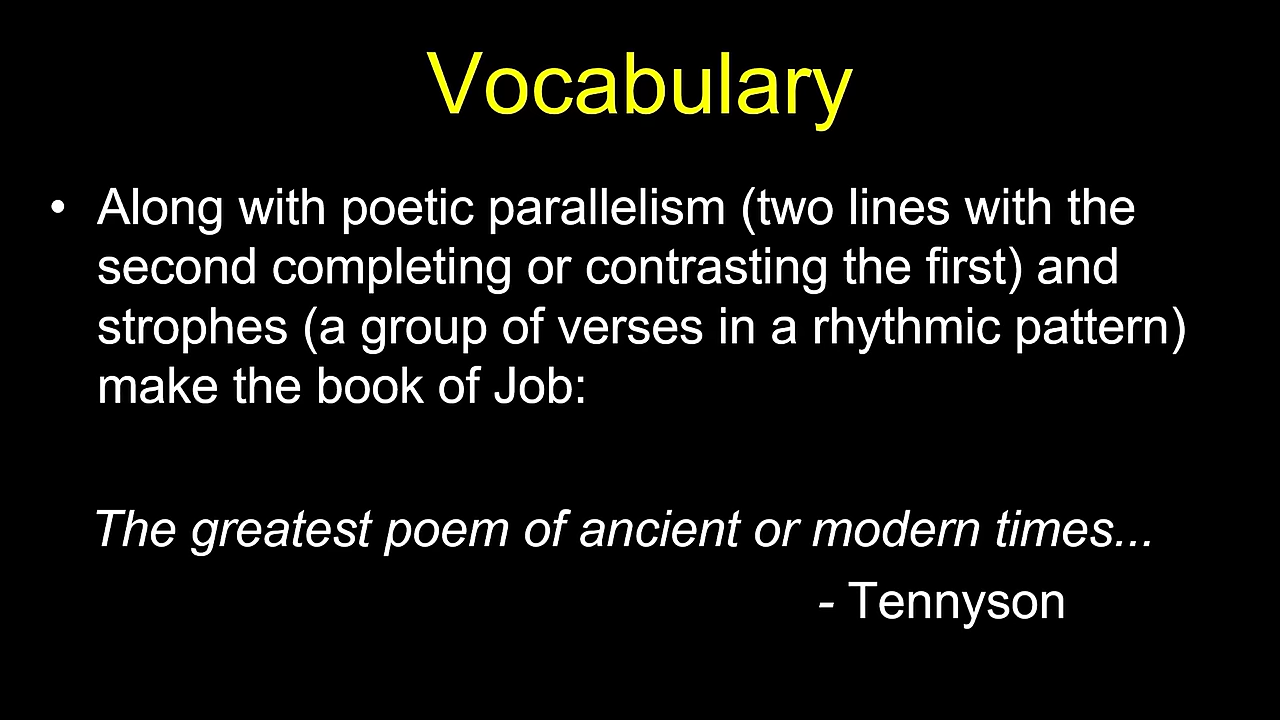 Vocabulary
• Along with poetic parallelism (two lines with the
second completing or contrasting the first) and
strophes (a group of verses in a rhythmic pattern)
make the book of Job:
The greatest poem of ancient or modern times...
- Tennyson